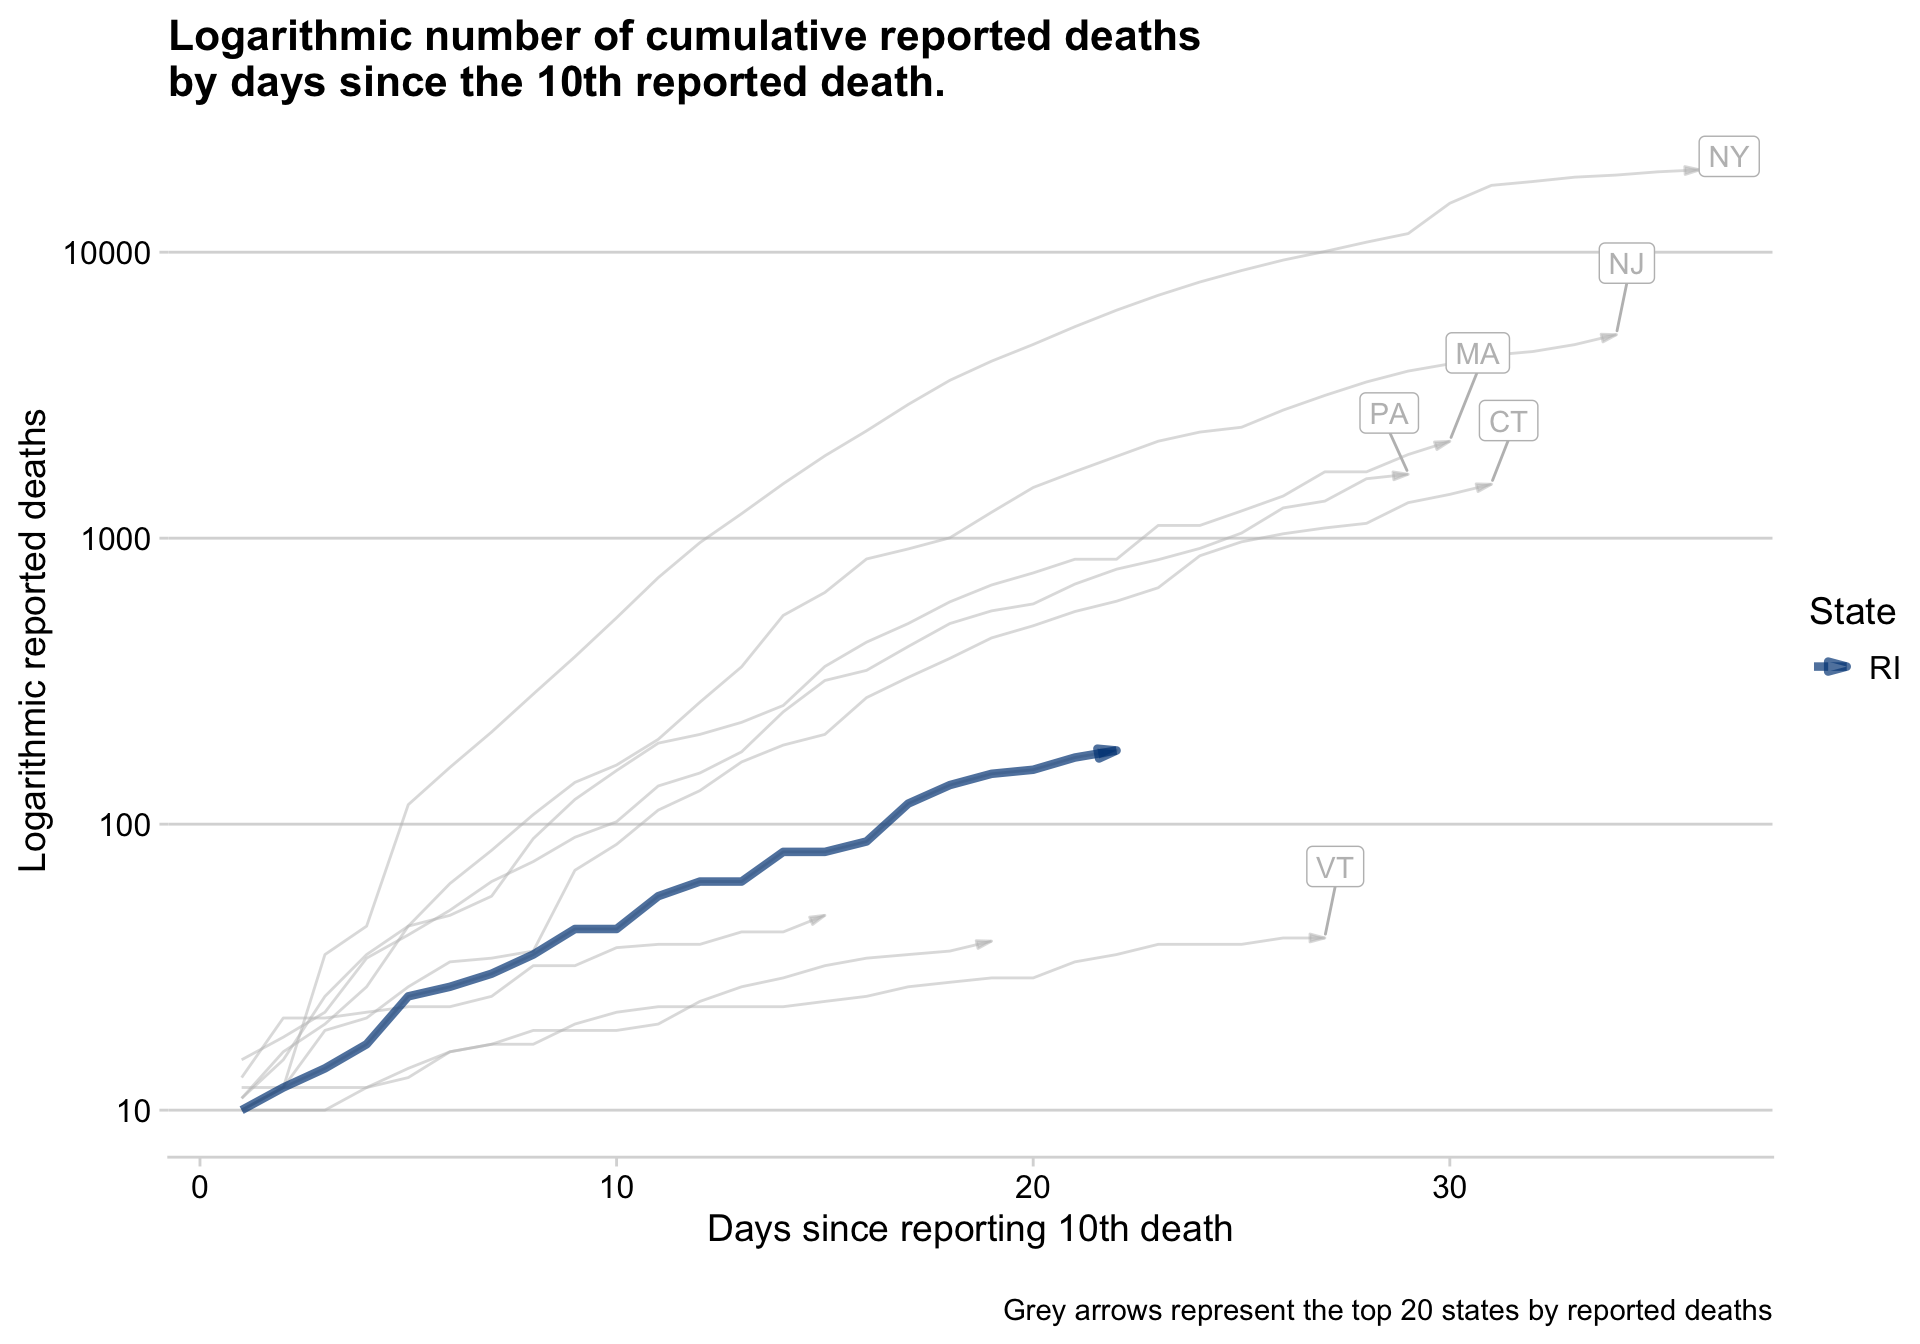 Logarithmic number of cumulative reported deaths
by days since the 10th reported death.
NY
10000
NJ
MA
PA
CT
1000
Logarithmic reported deaths
State
RI
100
VT
10
0 10 20 30
Days since reporting 10th death
Grey arrows represent the top 20 states by reported deaths